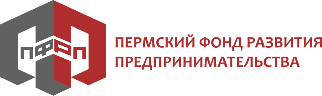 ПФРП
ПЕРМСКИЙ ФОНД РАЗВИТИЯ
ПРЕДПРИНИМАТЕЛЬСТВА